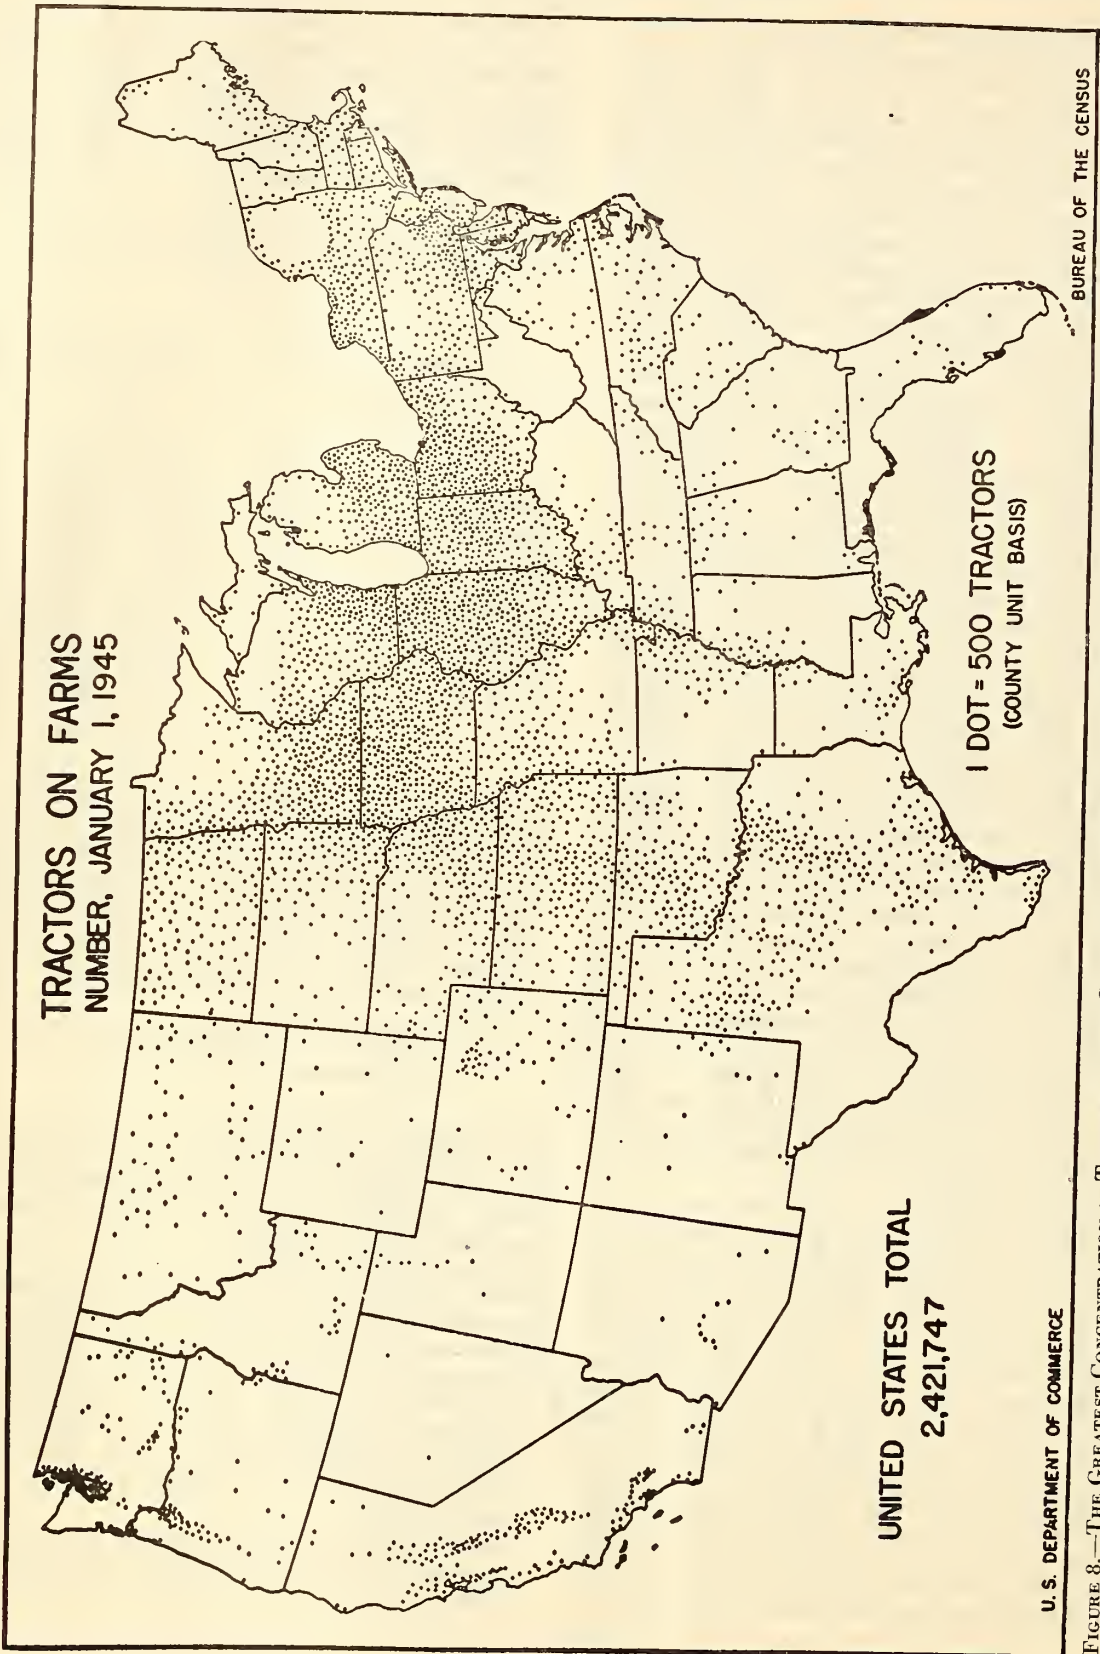 TRACTORS ON FARMS
NUMBER, JANUARY 1, 1945
UNITED STATES TOTAL
2,421,747
1 DOT = 500 TRACTORS
(COUNTY UNIT BASIS)
U. S. DEPARTMENT OF COMMERCE
BUREAU OF THE CENSUS
FIGURE 8.—THE GREATEST CONCENTRATION